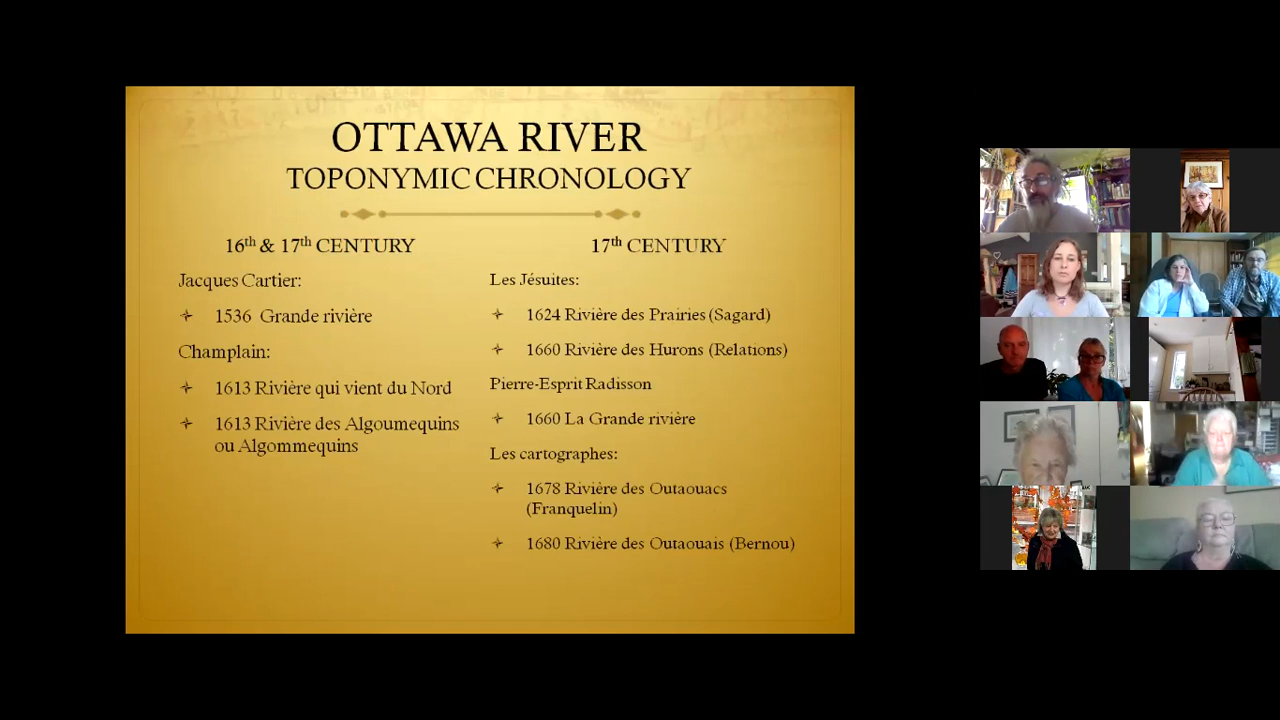 OTTAWA RIVER
TOPONYMIC CHRONOLOGY
16th & 17th CENTURY
Jacques Cartier:
1536 Grande rivière
Champlain:
1613 Rivière qui vient du Nord
1613 Rivière des Algoumequins
ou Algommequins
17th CENTURY
Les Jésuites:
1624 Rivière des Prairies (Sagard)
1660 Rivière des Hurons (Relations)
Pierre-Esprit Radisson
1660 La Grande rivière
Les cartographes:
1678 Rivière des Outaouacs
(Franquelin)
1680 Rivière des Outaouais (Bernou)